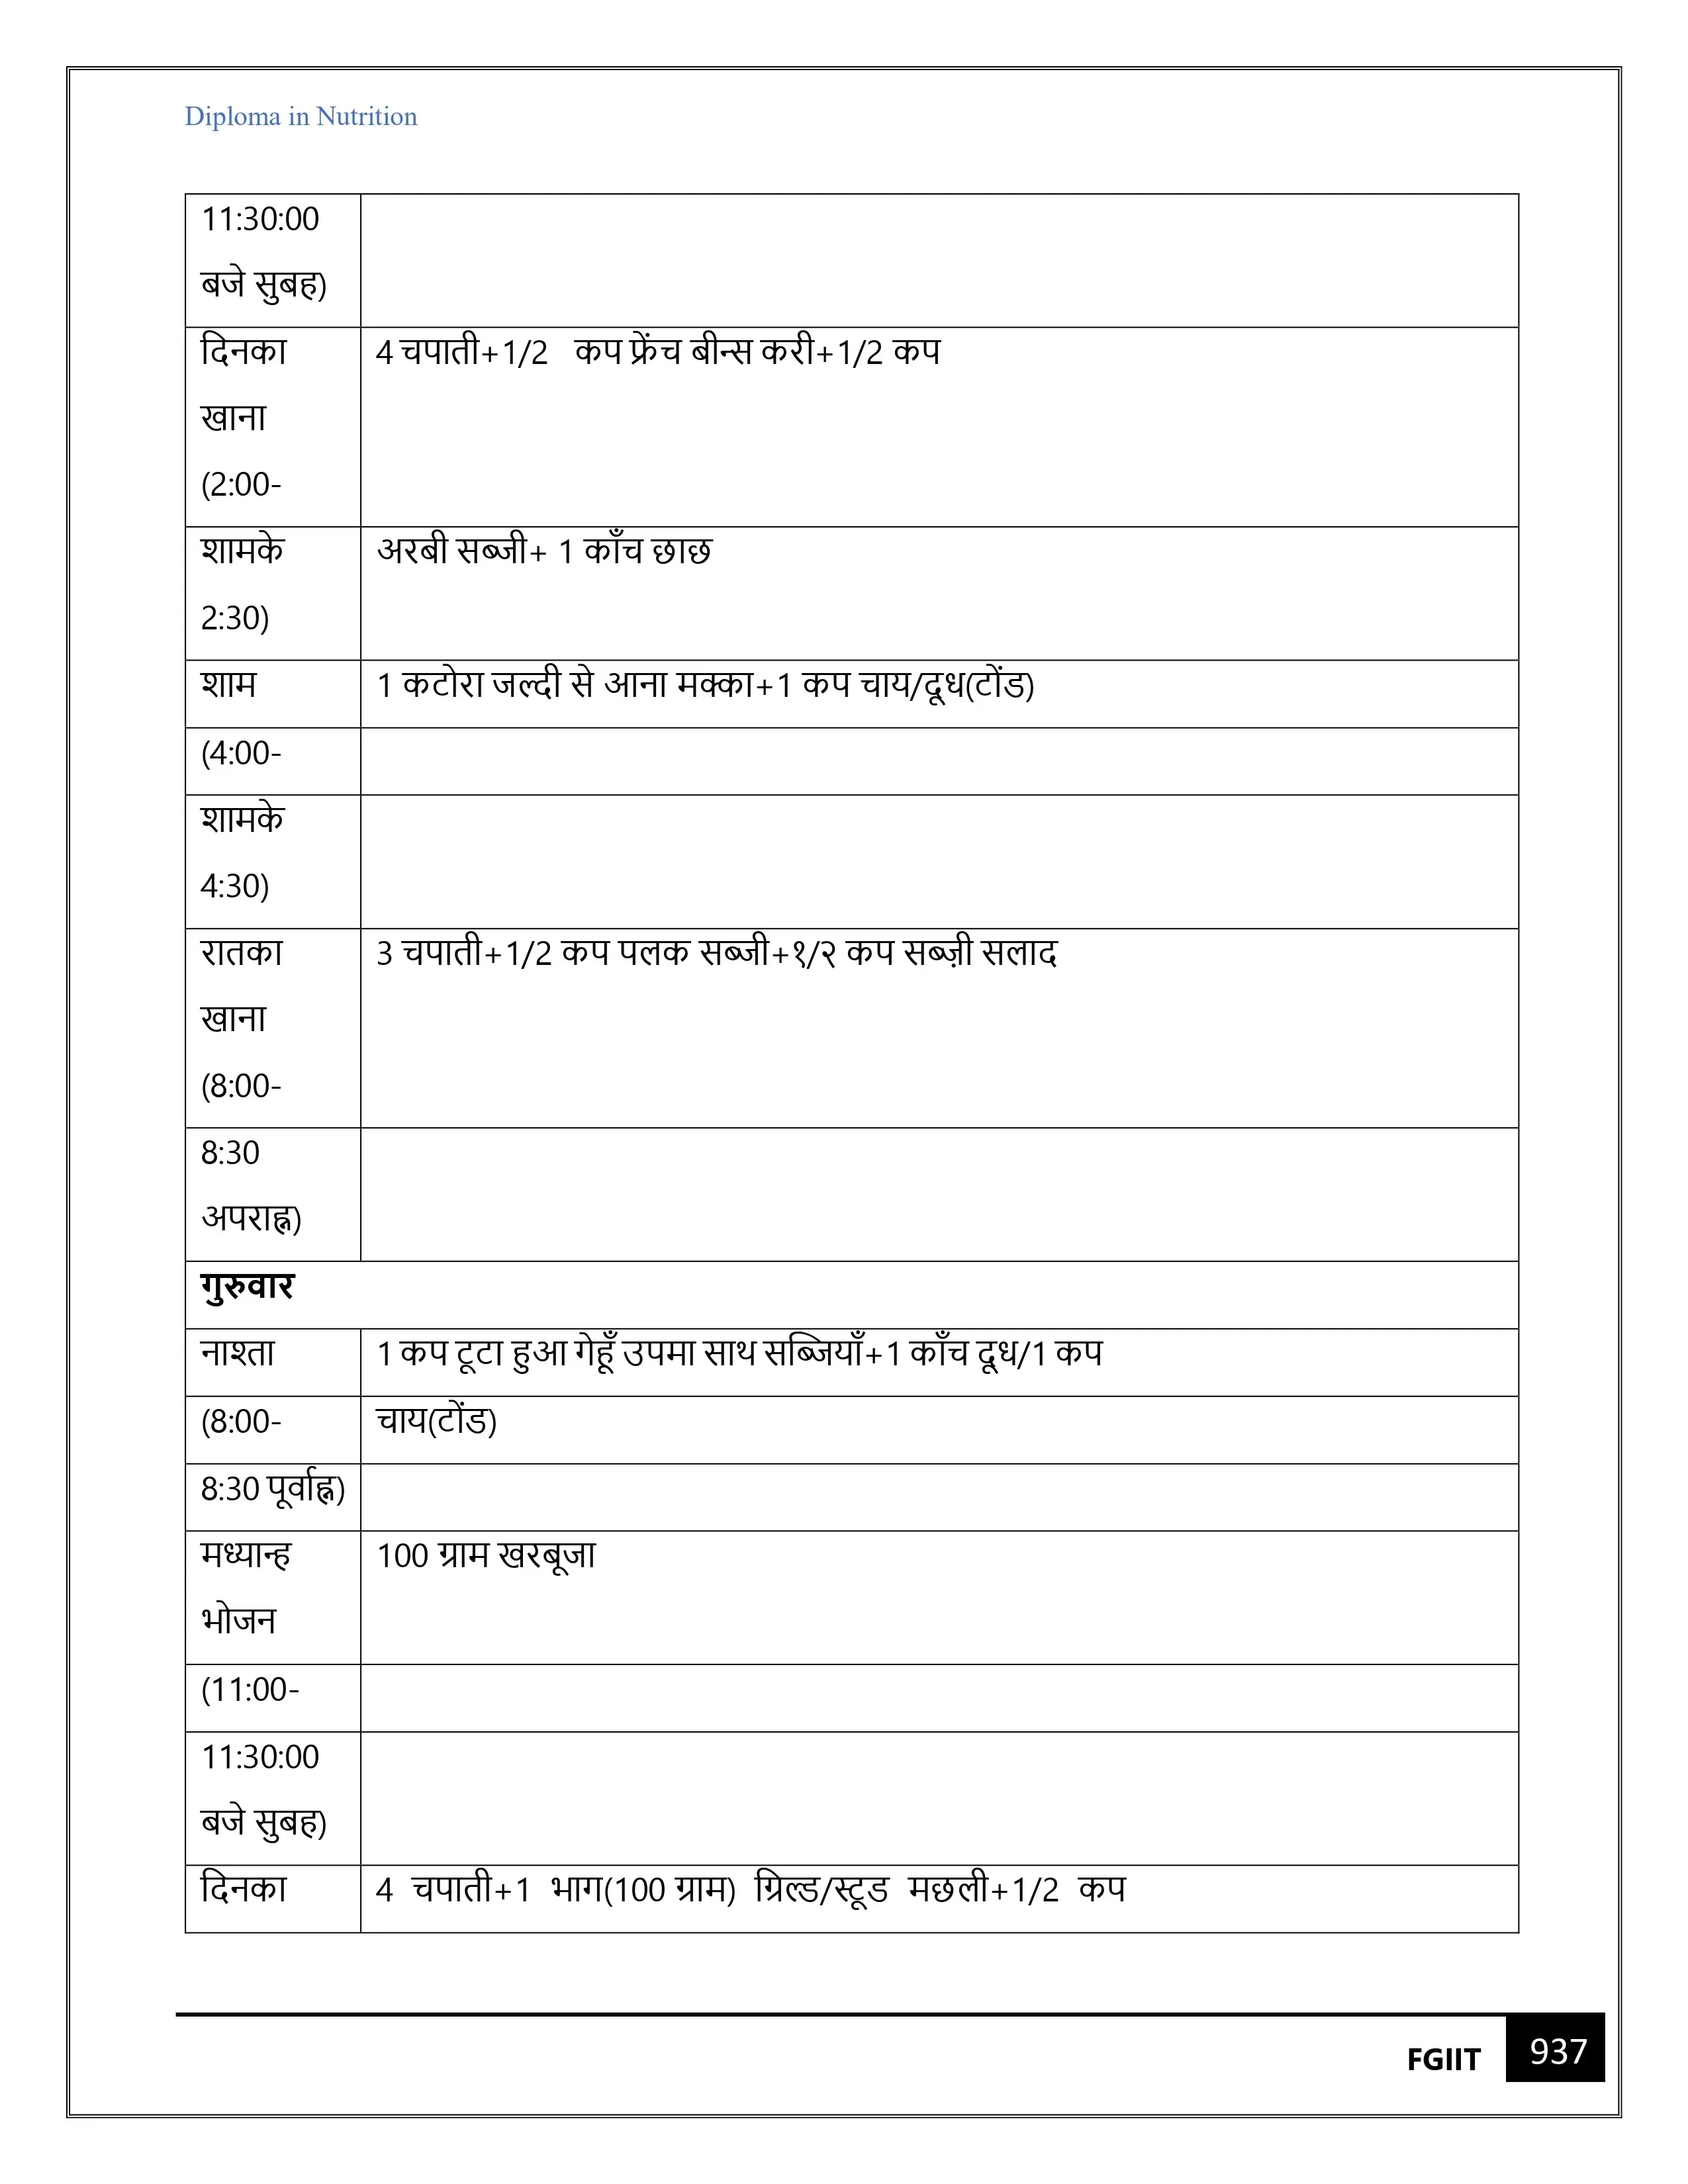 Diploma in Nutrition
11:30:00
बजे सुबह)
दिनका 4 चपाती+1/2 कप फ्रेंच बीन्स करी+1/2 कप
खाना
(2:00-
शामके अरबी सब्जी+ 1 काँच छाछ
2:30)
शाम 1 कटोरा जल्दी से आना मक्का+1 कप चाय/दूध(टोंड)
(4:00-
शामके
4:30)
रातका 3 चपाती+1/2 कप पलक सब्जी+१/२ कप सब्ज़ी सलाद
खाना
(8:00-
8:30
अपराह्न)
गुरुवार
नाश्ता 1 कप टूटा हुआ गेहूँ उपमा साथ सब्जियाँ+1 काँच दूध/1 कप
(8:00- चाय(टोंड)
8:30 पूर्वाह्न)
मध्यान्ह 100 ग्राम खरबूजा
भोजन
(11:00-
11:30:00
बजे सुबह)
दिनका 4 चपाती+1 भाग(100 ग्राम) ग्रिल्ड/स्टूड मछली+1/2 कप
FGIIT 937